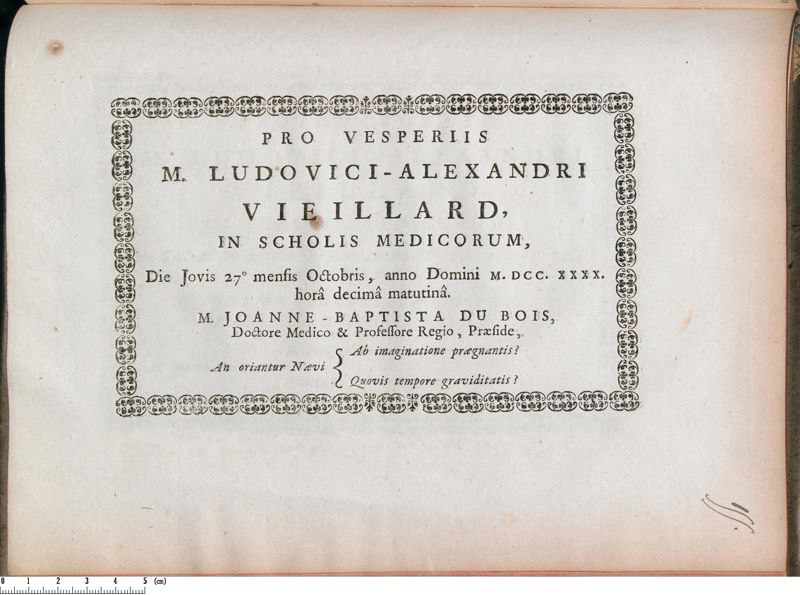 PRO VESPERIIS
M. LUDOVICI-ALEXANDRI
VIEILLARD,
IN SCHOLIS MEDICORUM,
Die Jovis 27° menſis Octobris, anno Domini M. DCC. XXXX.
horâ decimâ matutinâ.
M. JOANNE-BAPTISTA DU BOIS,
Doctore Medico & Profeſſore Regio, Præſide,
An oriantur Nævi { Ab imaginatione prægnantis?
Quovis tempore graviditatis?
0 1 2 3 4 5 (cm)